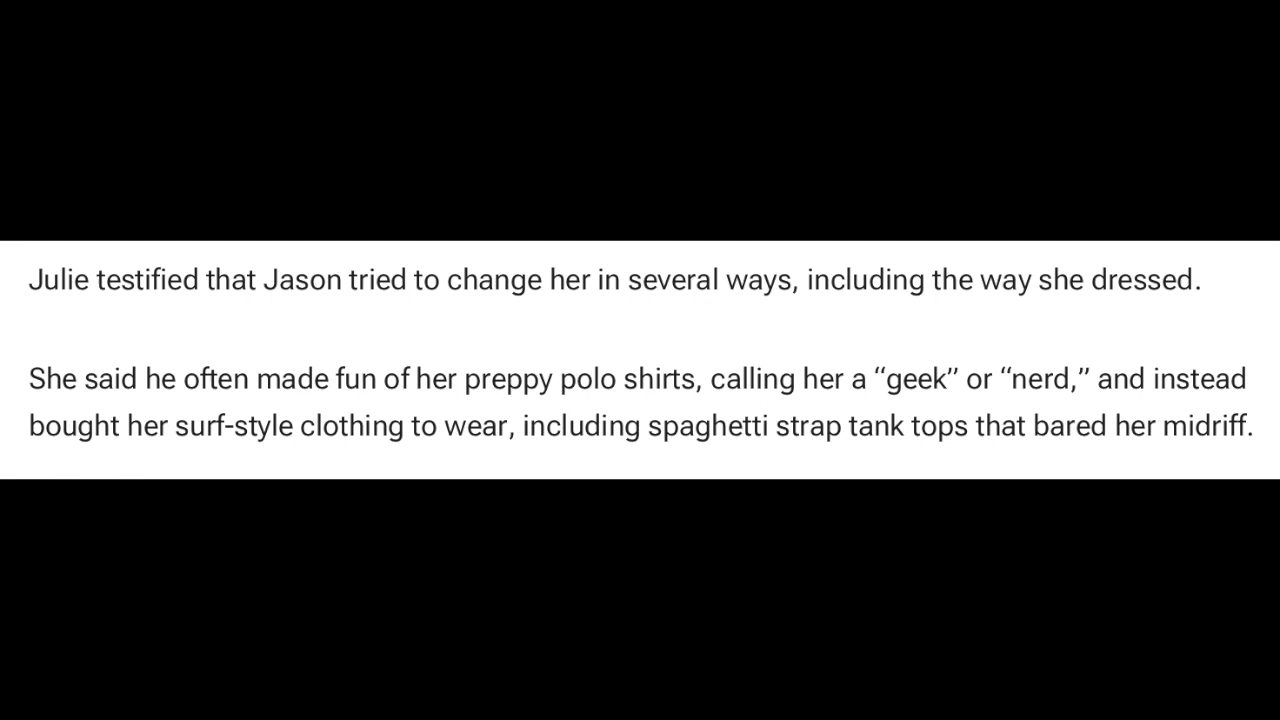 Julie testified that Jason tried to change her in several ways, including the way she dressed.
She said he often made fun of her preppy polo shirts, calling her a “geek” or “nerd,” and instead
bought her surf-style clothing to wear, including spaghetti strap tank tops that bared her midriff.